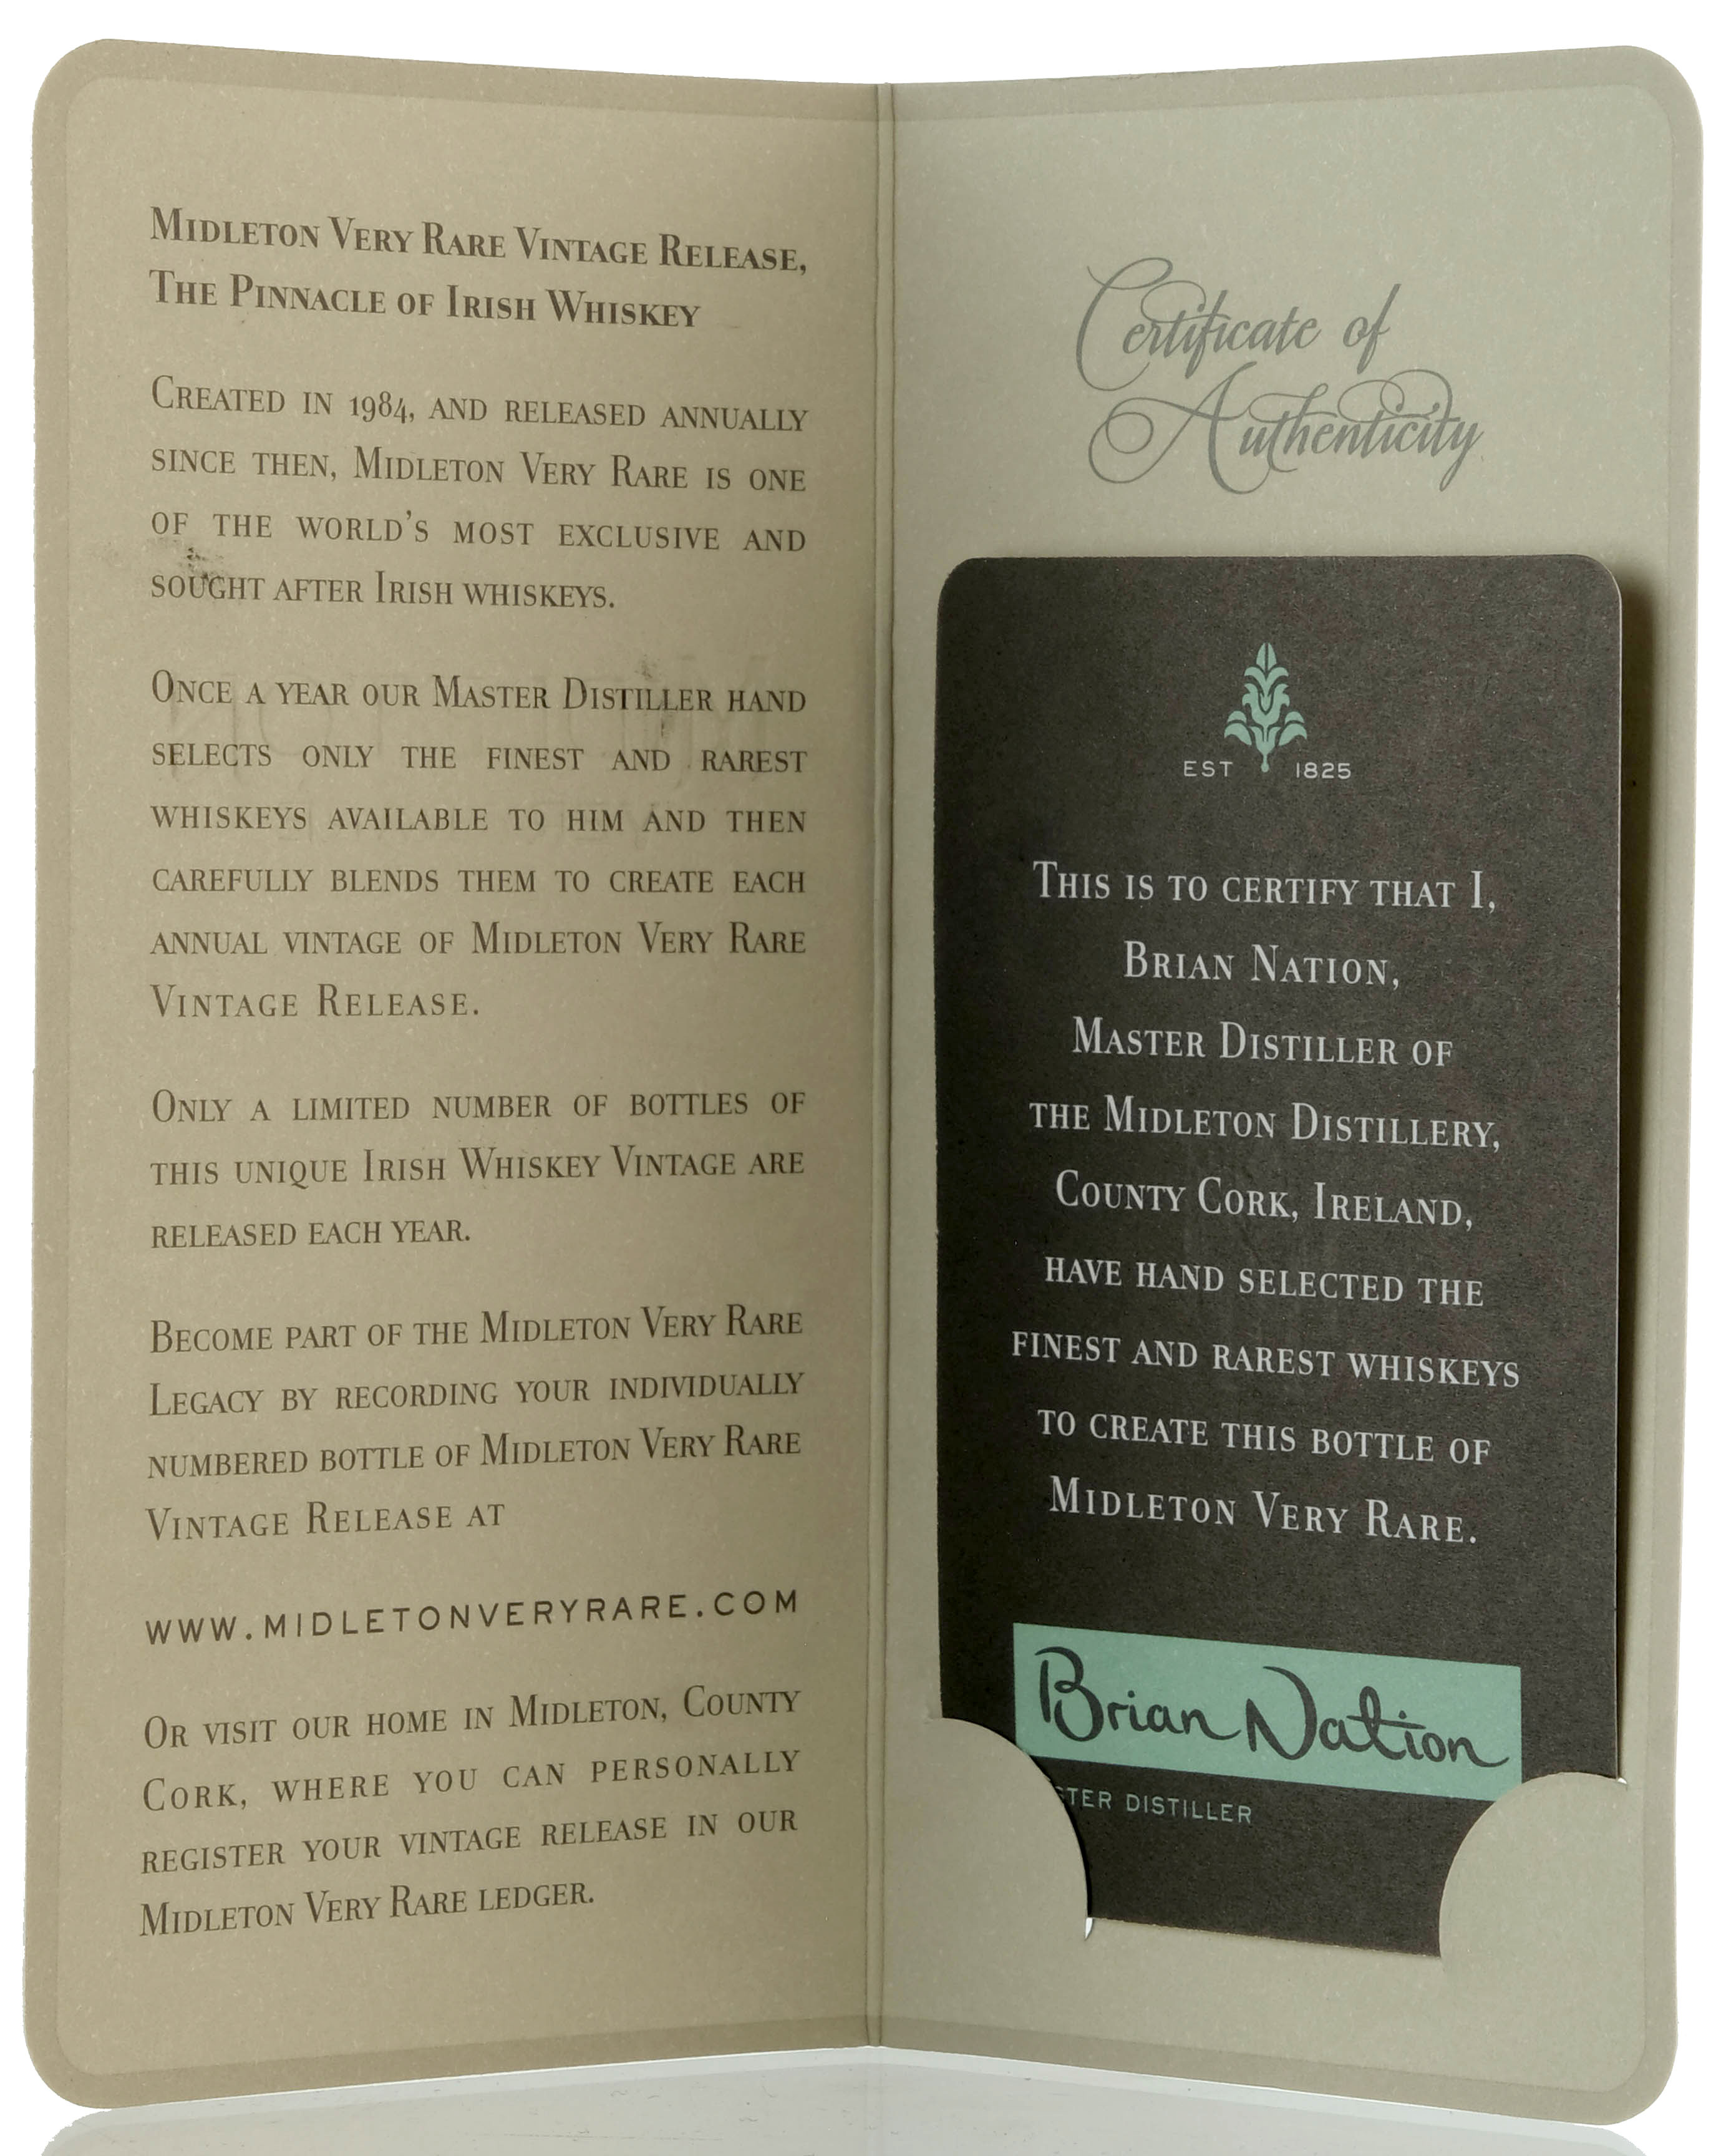 Midleton Very Rare Vintage Release,
The Pinnacle of Irish Whiskey
Created in 1984, and released annually
since then, Midleton Very Rare is one
of the world's most exclusive and
sought after Irish whiskeys.
Once a year our Master Distiller hand
selects only the finest and rarest
whiskeys available to him and then
carefully blends them to create each
annual vintage of Midleton Very Rare
Vintage Release.
Only a limited number of bottles of
this unique Irish Whiskey Vintage are
released each year.
Become part of the Midleton Very Rare
Legacy by recording your individually
numbered bottle of Midleton Very Rare
Vintage Release at
www.midletonveryrare.com
Or visit our home in Midleton, County
Cork, where you can personally
register your vintage release in our
Midleton Very Rare ledger.
Certificate of
Authenticity
EST 1825
This is to certify that I,
Brian Nation,
Master Distiller of
the Midleton Distillery,
County Cork, Ireland,
have hand selected the
finest and rarest whiskeys
to create this bottle of
Midleton Very Rare.
Brian Nation
TER DISTILLER